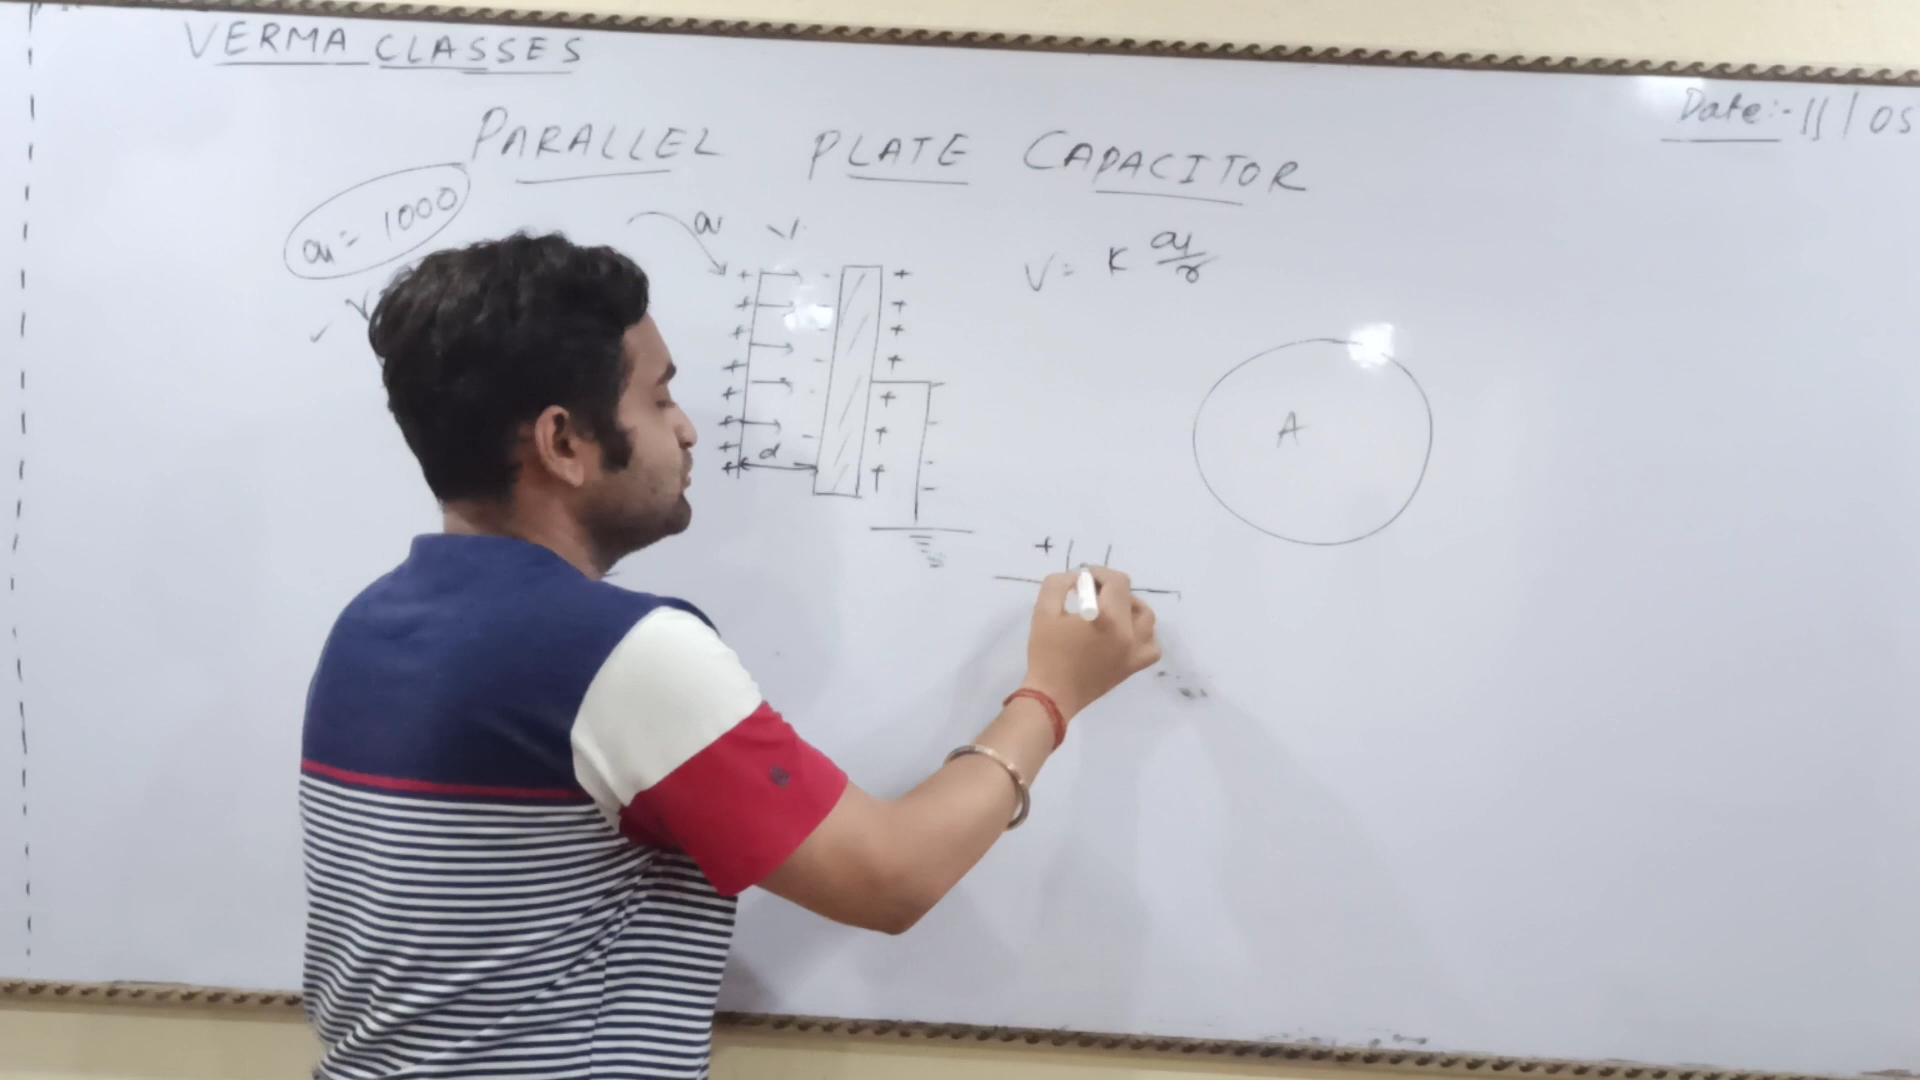 VERMA CLASSES
Date:- 11/05
PARALLEL PLATE CAPACITOR
q = 1000
q V
V = K q/r
d
A